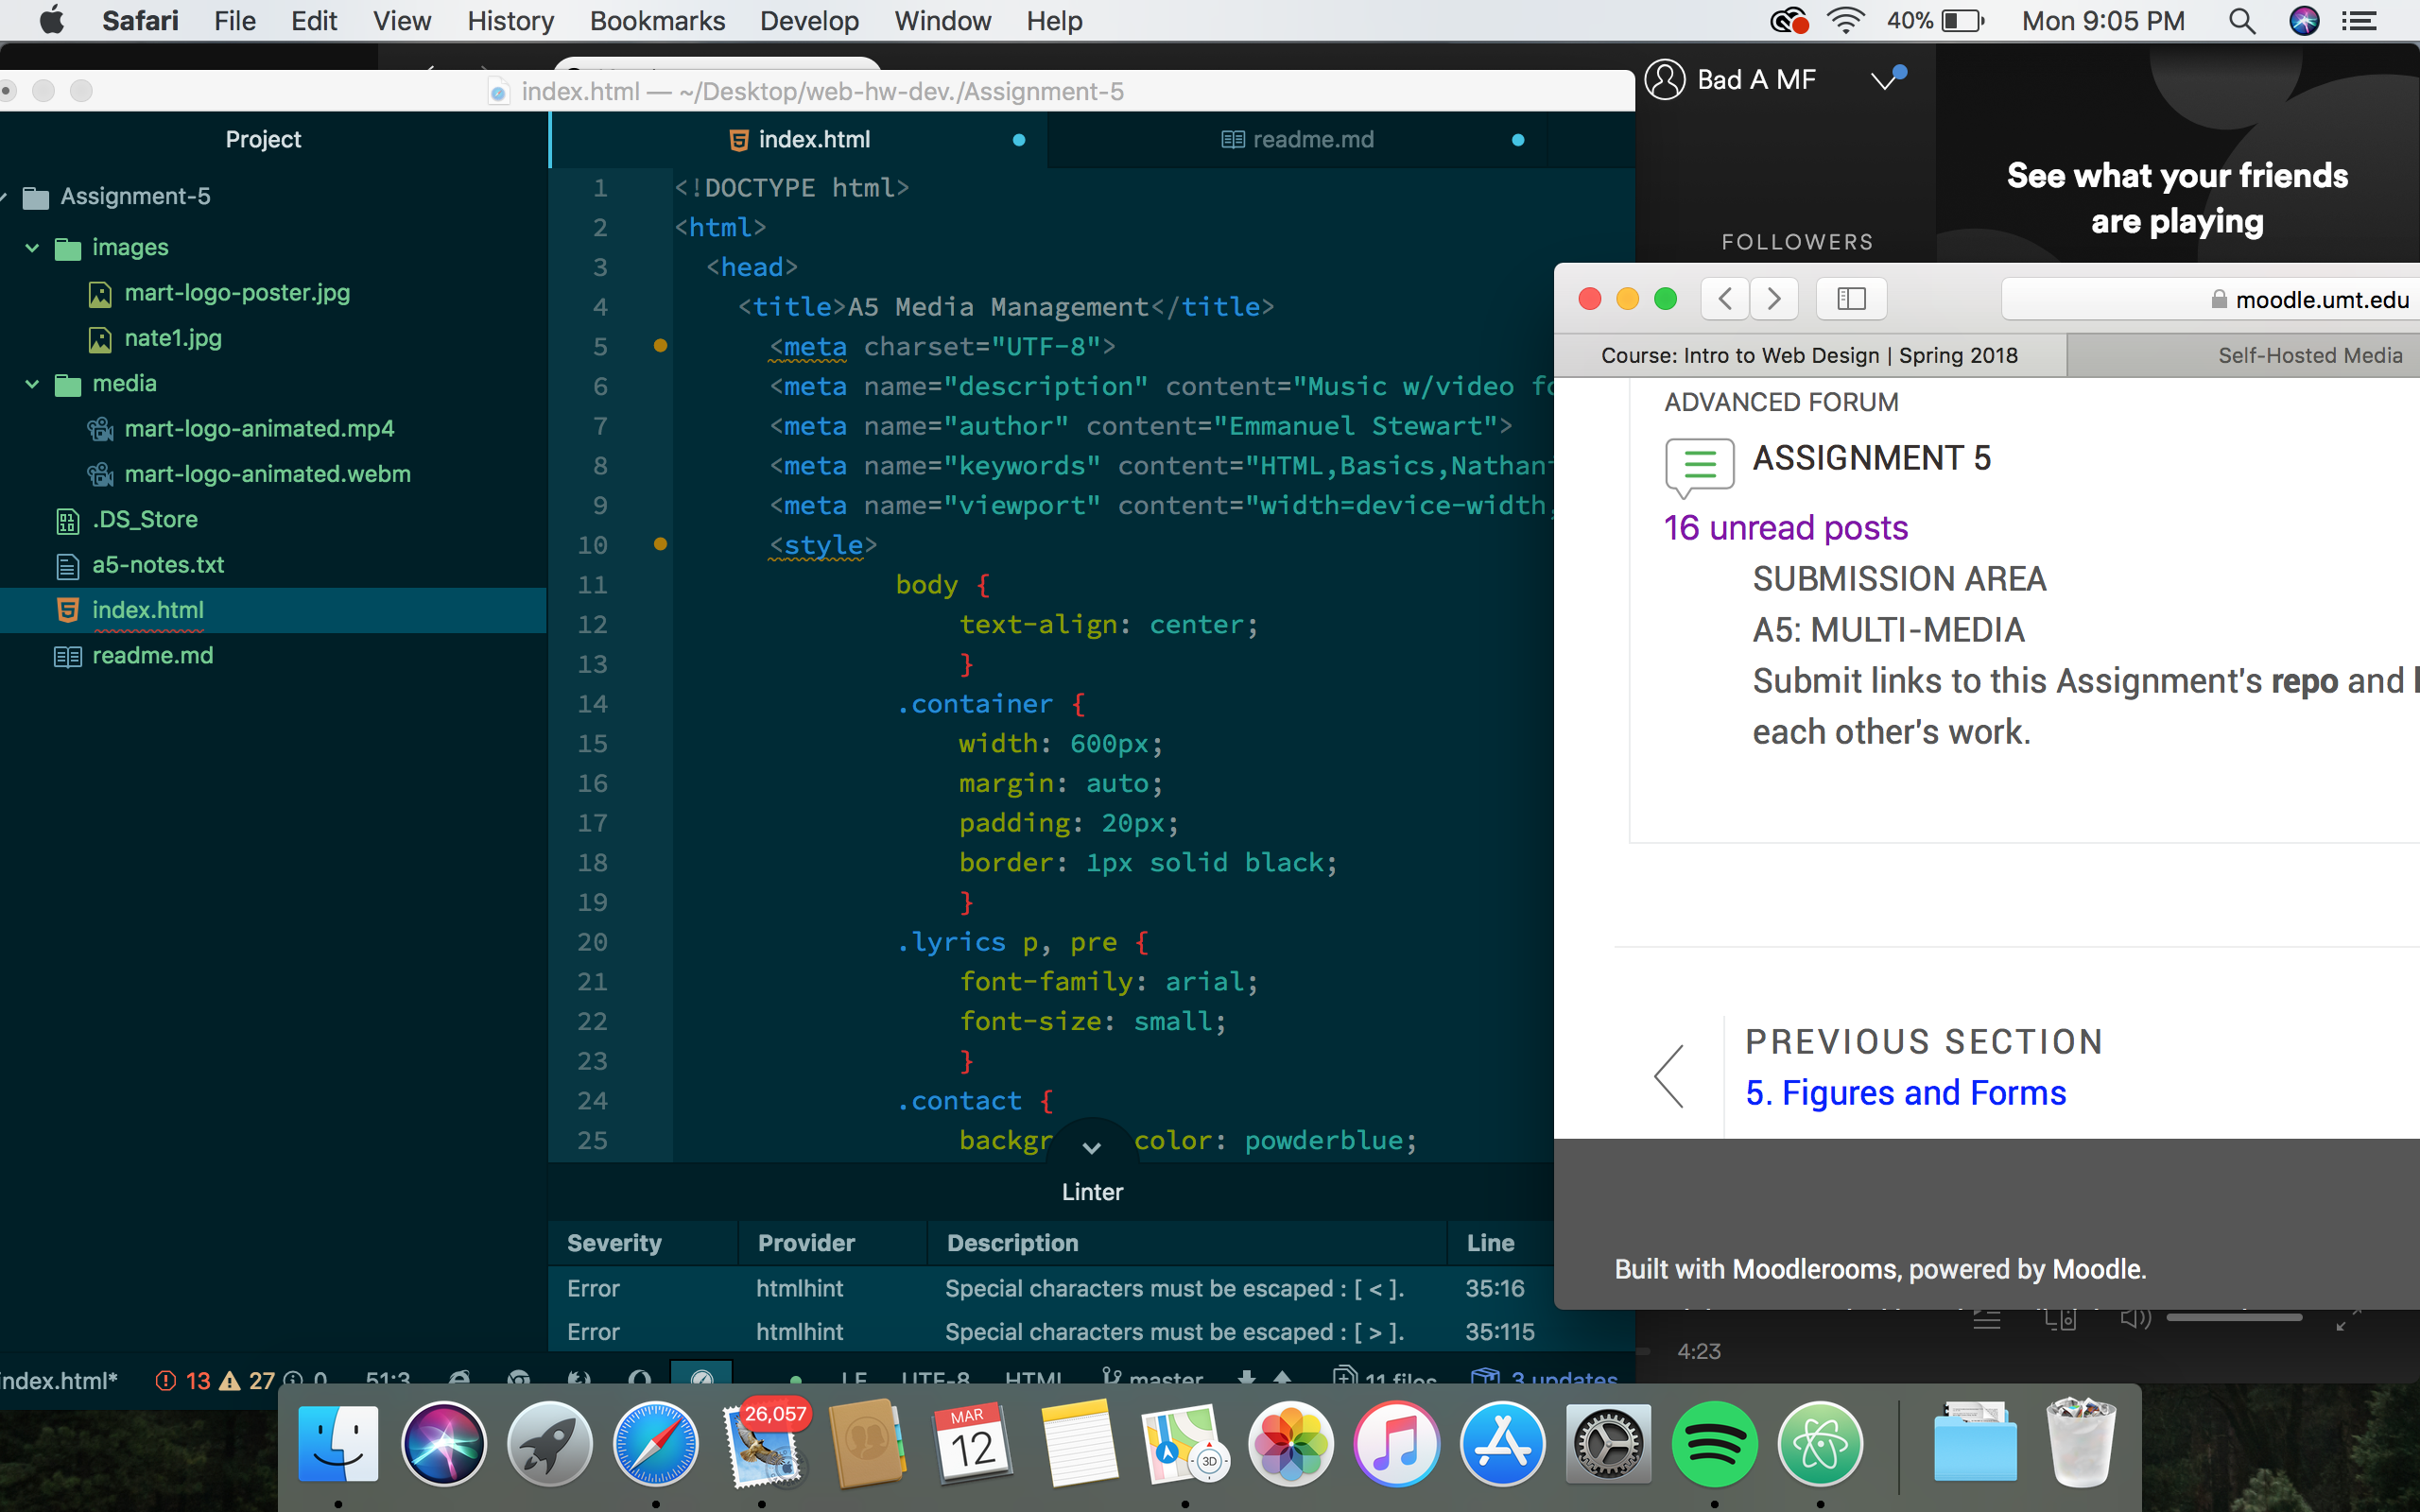 Safari File Edit View History Bookmarks Develop Window Help 40% Mon 9:05 PM
index.html — ~/Desktop/web-hw-dev./Assignment-5
Bad A MF
See what your friends
are playing
FOLLOWERS
Project
Assignment-5
images
mart-logo-poster.jpg
nate1.jpg
media
mart-logo-animated.mp4
mart-logo-animated.webm
.DS_Store
a5-notes.txt
index.html
readme.md
index.html readme.md
1 <!DOCTYPE html>
2 <html>
3 <head>
4 <title>A5 Media Management</title>
5 <meta charset="UTF-8">
6 <meta name="description" content="Music w/video fo
7 <meta name="author" content="Emmanuel Stewart">
8 <meta name="keywords" content="HTML,Basics,Nathan
9 <meta name="viewport" content="width=device-width,
10 <style>
11 body {
12 text-align: center;
13 }
14 .container {
15 width: 600px;
16 margin: auto;
17 padding: 20px;
18 border: 1px solid black;
19 }
20 .lyrics p, pre {
21 font-family: arial;
22 font-size: small;
23 }
24 .contact {
25 backgr color: powderblue;
Linter
Severity Provider Description Line
Error htmlhint Special characters must be escaped : [ < ]. 35:16
Error htmlhint Special characters must be escaped : [ > ]. 35:115
ndex.html* 13 27 0 51:3 LF UTF-8 HTML master 11 files 3 updates
moodle.umt.edu
Course: Intro to Web Design | Spring 2018 Self-Hosted Media
ADVANCED FORUM
ASSIGNMENT 5
16 unread posts
SUBMISSION AREA
A5: MULTI-MEDIA
Submit links to this Assignment's repo and
each other's work.
PREVIOUS SECTION
5. Figures and Forms
Built with Moodlerooms, powered by Moodle.
4:23
26,057
MAR
12
3D